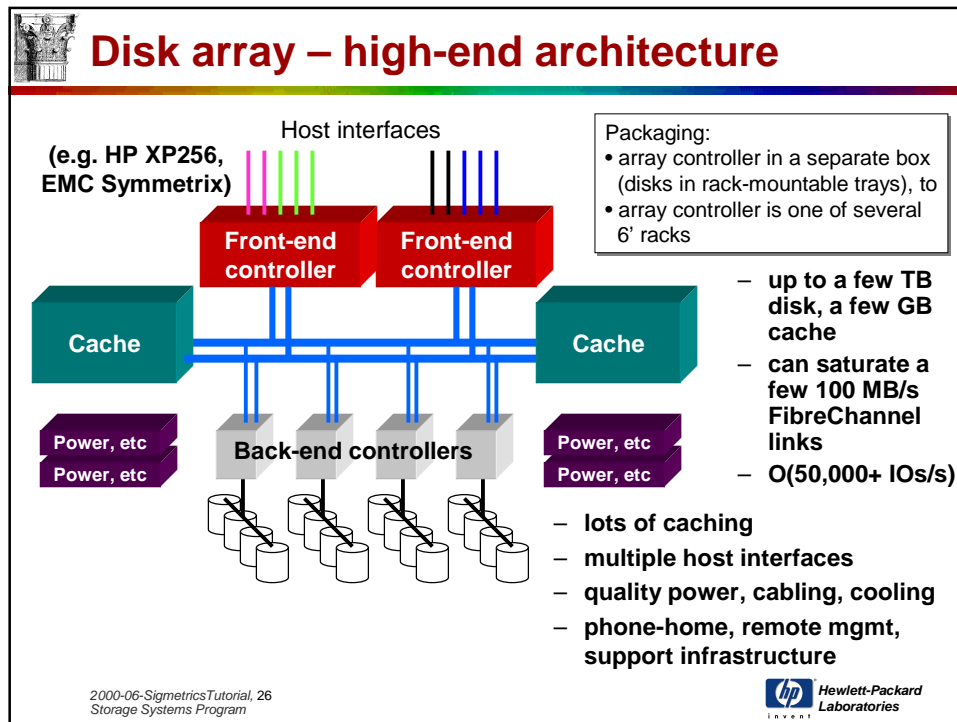 Disk array – high-end architecture
Host interfaces
(e.g. HP XP256,
EMC Symmetrix)
Packaging:
• array controller in a separate box
(disks in rack-mountable trays), to
• array controller is one of several
6’ racks
Front-end
controller
Front-end
controller
Cache
Cache
– up to a few TB
disk, a few GB
cache
– can saturate a
few 100 MB/s
FibreChannel
links
– O(50,000+ IOs/s)
Power, etc
Power, etc
Back-end controllers
Power, etc
Power, etc
– lots of caching
– multiple host interfaces
– quality power, cabling, cooling
– phone-home, remote mgmt,
support infrastructure
2000-06-SigmetricsTutorial, 26
Storage Systems Program
hp
invent
Hewlett-Packard
Laboratories